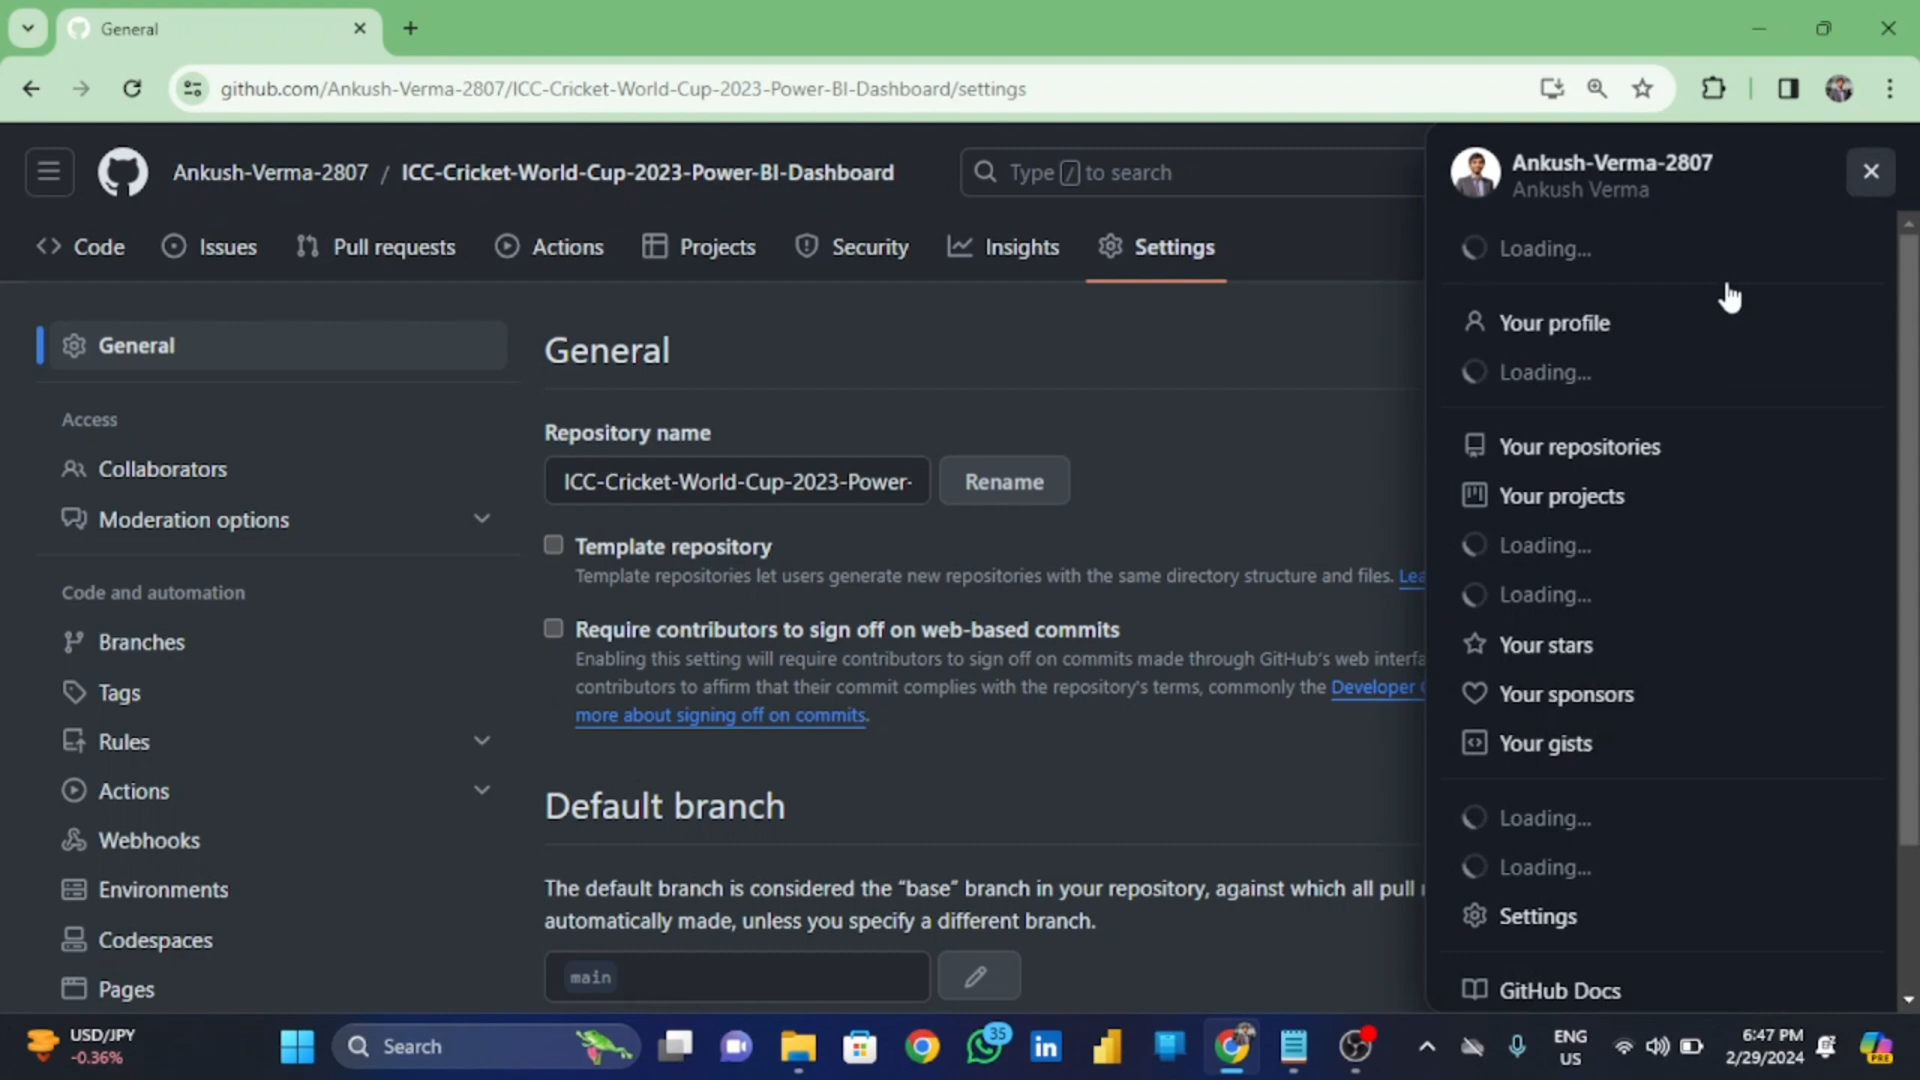 General
github.com/Ankush-Verma-2807/ICC-Cricket-World-Cup-2023-Power-BI-Dashboard/settings
Ankush-Verma-2807 / ICC-Cricket-World-Cup-2023-Power-BI-Dashboard
Type / to search
Code
Issues
Pull requests
Actions
Projects
Security
Insights
Settings
General
Access
Collaborators
Moderation options
Code and automation
Branches
Tags
Rules
Actions
Webhooks
Environments
Codespaces
Pages
General
Repository name
ICC-Cricket-World-Cup-2023-Power-
Rename
Template repository
Template repositories let users generate new repositories with the same directory structure and files. Lea
Require contributors to sign off on web-based commits
Enabling this setting will require contributors to sign off on commits made through GitHub's web interfa
contributors to affirm that their commit complies with the repository's terms, commonly the Developer
more about signing off on commits.
Default branch
The default branch is considered the “base” branch in your repository, against which all pull
automatically made, unless you specify a different branch.
main
Ankush-Verma-2807
Ankush Verma
Loading...
Your profile
Loading...
Your repositories
Your projects
Loading...
Loading...
Your stars
Your sponsors
Your gists
Loading...
Loading...
Settings
GitHub Docs
USD/JPY
-0.36%
Search
35
in
ENG
US
6:47 PM
2/29/2024
PRE